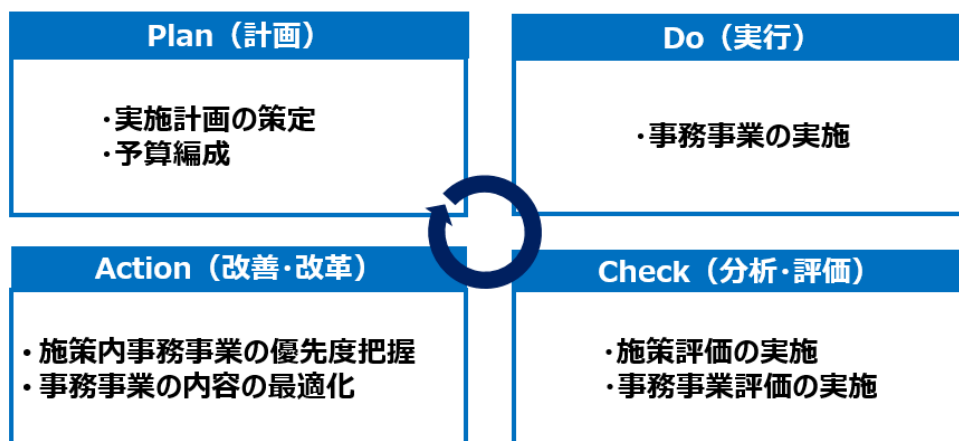 Plan（計画）
・実施計画の策定
・予算編成
Do（実行）
・事務事業の実施
Action（改善・改革）
・施策内事務事業の優先度把握
・事務事業の内容の最適化
Check（分析・評価）
・施策評価の実施
・事務事業評価の実施